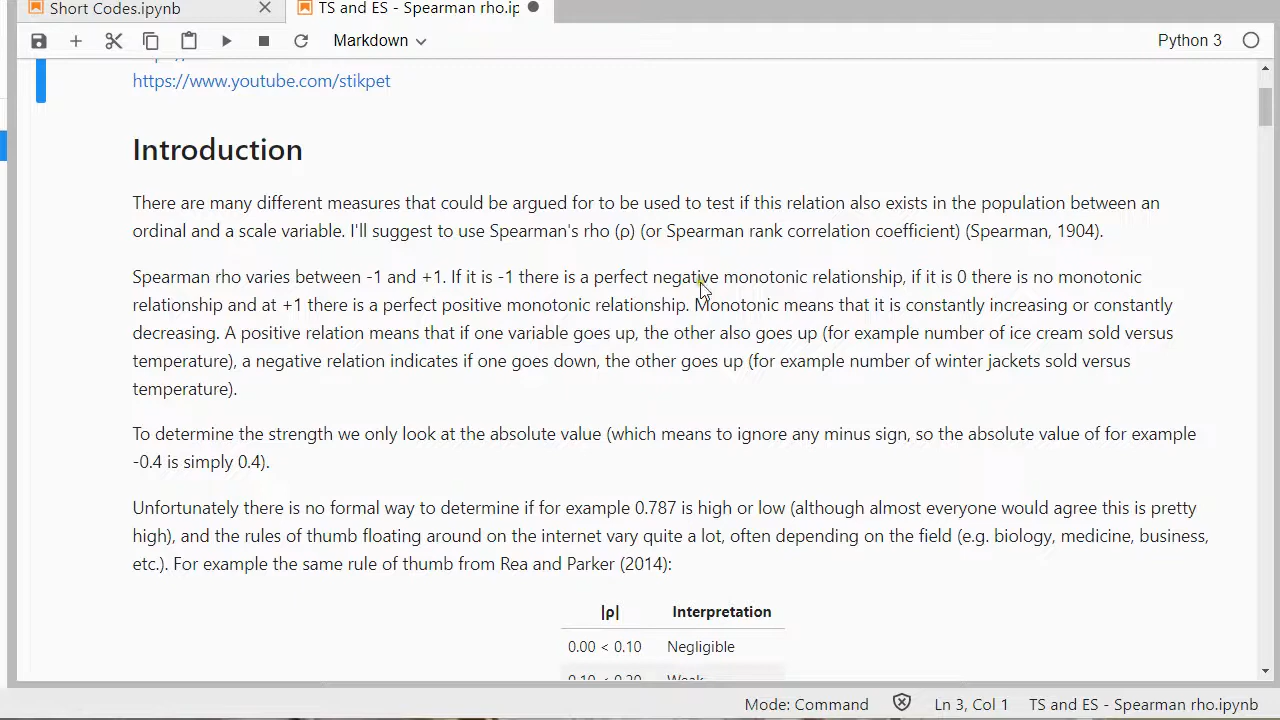 Short Codes.ipynb
TS and ES - Spearman rho.ip
Markdown
Python 3
https://www.youtube.com/stikpet
Introduction
There are many different measures that could be argued for to be used to test if this relation also exists in the population between an
ordinal and a scale variable. I'll suggest to use Spearman's rho (ρ) (or Spearman rank correlation coefficient) (Spearman, 1904).
Spearman rho varies between -1 and +1. If it is -1 there is a perfect negative monotonic relationship, if it is 0 there is no monotonic
relationship and at +1 there is a perfect positive monotonic relationship. Monotonic means that it is constantly increasing or constantly
decreasing. A positive relation means that if one variable goes up, the other also goes up (for example number of ice cream sold versus
temperature), a negative relation indicates if one goes down, the other goes up (for example number of winter jackets sold versus
temperature).
To determine the strength we only look at the absolute value (which means to ignore any minus sign, so the absolute value of for example
-0.4 is simply 0.4).
Unfortunately there is no formal way to determine if for example 0.787 is high or low (although almost everyone would agree this is pretty
high), and the rules of thumb floating around on the internet vary quite a lot, often depending on the field (e.g. biology, medicine, business,
etc.). For example the same rule of thumb from Rea and Parker (2014):
|ρ| Interpretation
0.00 < 0.10 Negligible
0.10 < 0.20 Weak
Mode: Command Ln 3, Col 1 TS and ES - Spearman rho.ipynb